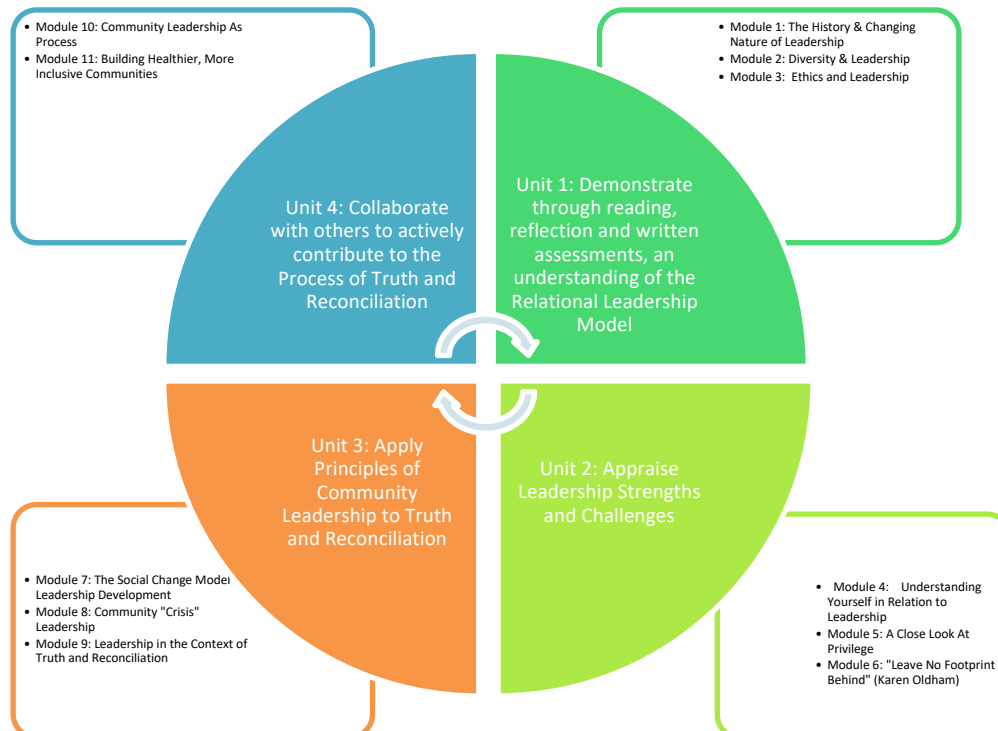 • Module 10: Community Leadership As
Process
• Module 11: Building Healthier, More
Inclusive Communities
• Module 1: The History & Changing
Nature of Leadership
• Module 2: Diversity & Leadership
• Module 3: Ethics and Leadership
Unit 4: Collaborate
with others to actively
contribute to the
Process of Truth and
Reconciliation
Unit 1: Demonstrate
through reading,
reflection and written
assessments, an
understanding of the
Relational Leadership
Model
Unit 3: Apply
Principles of
Community
Leadership to Truth
and Reconciliation
Unit 2: Appraise
Leadership Strengths
and Challenges
• Module 7: The Social Change Model
Leadership Development
• Module 8: Community "Crisis"
Leadership
• Module 9: Leadership in the Context of
Truth and Reconciliation
• Module 4: Understanding
Yourself in Relation to
Leadership
• Module 5: A Close Look At
Privilege
• Module 6: "Leave No Footprint
Behind" (Karen Oldham)